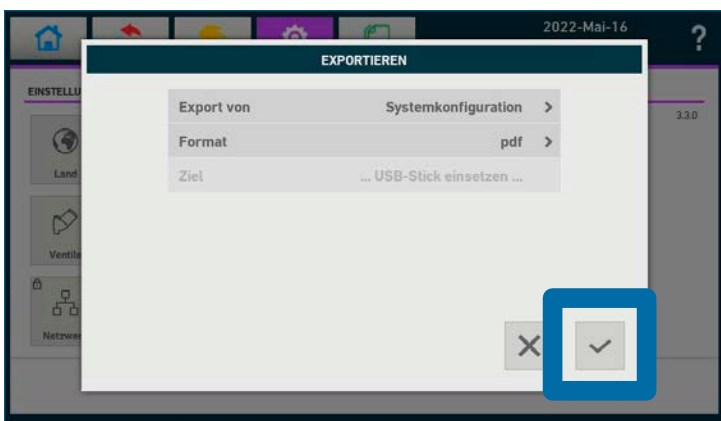 2022-Mai-16
?
EXPORTIEREN
EINSTELLU
3.3.0
Export von Systemkonfiguration >
Format pdf >
Land
Ziel ... USB-Stick einsetzen ...
Ventile
Netzwer